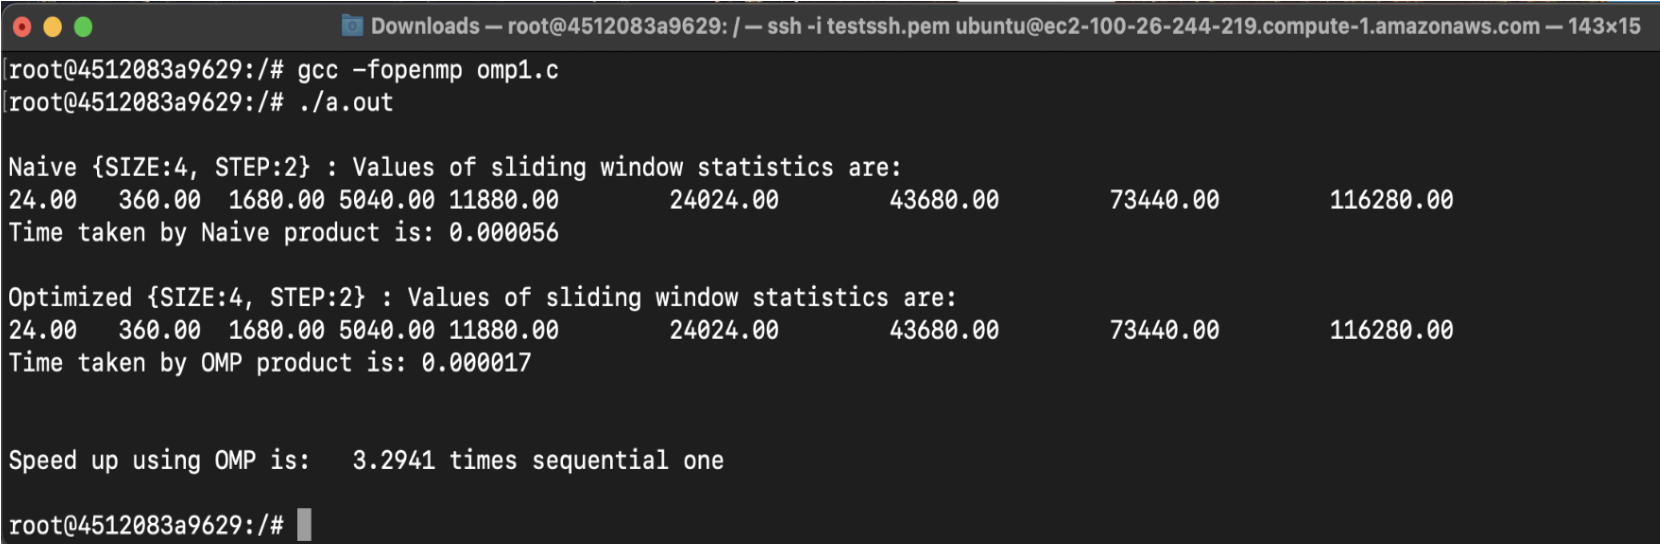 Downloads — root@4512083a9629: / — ssh -i testssh.pem ubuntu@ec2-100-26-244-219.compute-1.amazonaws.com — 143×15
[root@4512083a9629:/# gcc -fopenmp omp1.c
[root@4512083a9629:/# ./a.out
Naive {SIZE:4, STEP:2} : Values of sliding window statistics are:
24.00 360.00 1680.00 5040.00 11880.00 24024.00 43680.00 73440.00 116280.00
Time taken by Naive product is: 0.000056
Optimized {SIZE:4, STEP:2} : Values of sliding window statistics are:
24.00 360.00 1680.00 5040.00 11880.00 24024.00 43680.00 73440.00 116280.00
Time taken by OMP product is: 0.000017
Speed up using OMP is: 3.2941 times sequential one
root@4512083a9629:/#